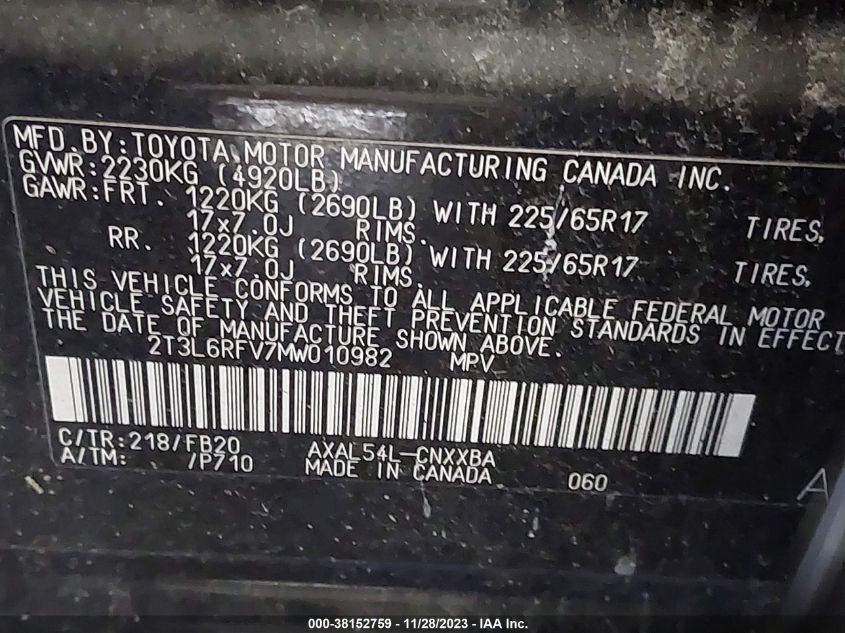 MFD.BY:TOYOTA MOTOR MANUFACTURING CANADA INC.
GVWR:2230KG (4920LB)
GAWR:FRT. 1220KG (2690LB) WITH 225/65R17 TIRES,
17x7.0J RIMS.
RR. 1220KG (2690LB) WITH 225/65R17 TIRES,
17x7.0J RIMS.
THIS VEHICLE CONFORMS TO ALL APPLICABLE FEDERAL MOTOR
VEHICLE SAFETY AND THEFT PREVENTION STANDARDS IN EFFECT
THE DATE OF MANUFACTURE SHOWN ABOVE.
2T3L6RFV7MW010982 MPV
C/TR:218/FB20 AXAL54L-CNXXBA
A/TM: /P710 MADE IN CANADA 060 A
000-38152759 - 11/28/2023 - IAA Inc.